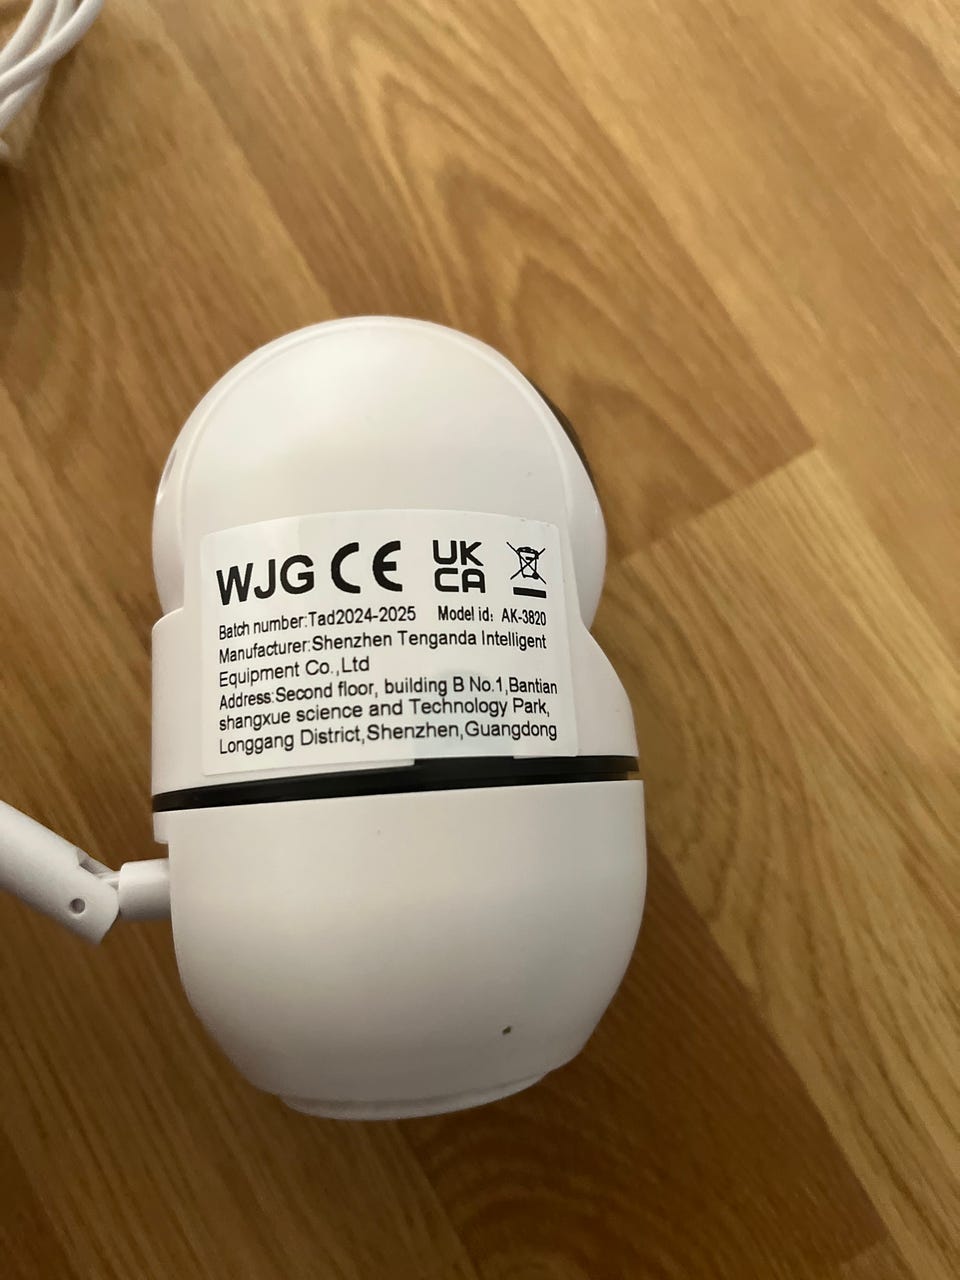 WJG CE UK
CA
Batch number:Tad2024-2025 Model id: AK-3820
Manufacturer:Shenzhen Tenganda Intelligent
Equipment Co.,Ltd
Address:Second floor, building B No.1,Bantian
shangxue science and Technology Park,
Longgang District,Shenzhen,Guangdong